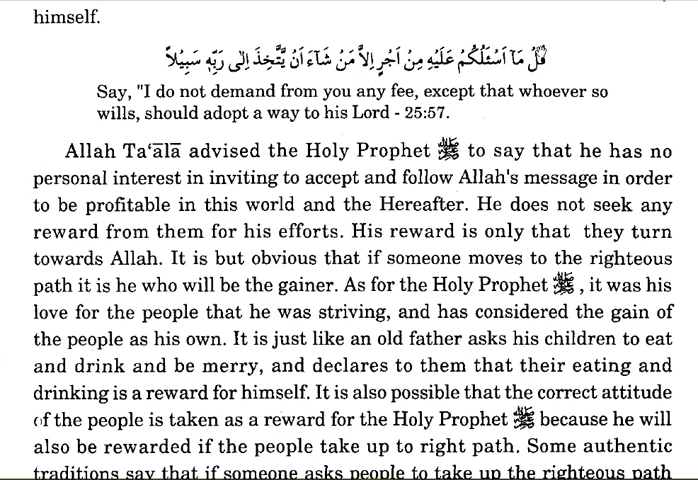 himself.
قُلْ مَآ اَسْئَلُكُمْ عَلَيْهِ مِنْ اَجْرٍ اِلاَّ مَنْ شَآءَ اَنْ يَّتَّخِذَ اِلٰى رَبِّهٖ سَبِيْلاً
Say, "I do not demand from you any fee, except that whoever so
wills, should adopt a way to his Lord - 25:57.
Allah Ta‘ālā advised the Holy Prophet ﷺ to say that he has no
personal interest in inviting to accept and follow Allah's message in order
to be profitable in this world and the Hereafter. He does not seek any
reward from them for his efforts. His reward is only that they turn
towards Allah. It is but obvious that if someone moves to the righteous
path it is he who will be the gainer. As for the Holy Prophet ﷺ , it was his
love for the people that he was striving, and has considered the gain of
the people as his own. It is just like an old father asks his children to eat
and drink and be merry, and declares to them that their eating and
drinking is a reward for himself. It is also possible that the correct attitude
of the people is taken as a reward for the Holy Prophet ﷺ because he will
also be rewarded if the people take up to right path. Some authentic
traditions say that if someone asks people to take up the righteous path